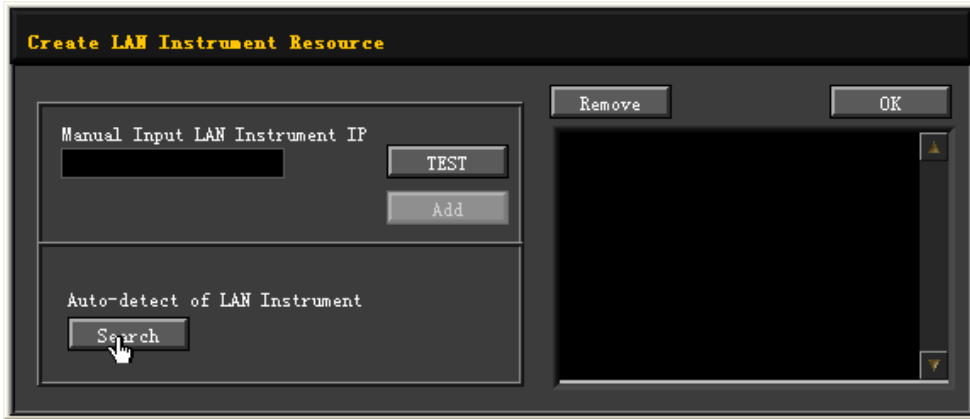 Create LAN Instrument Resource
Remove
OK
Manual Input LAN Instrument IP
TEST
Add
Auto-detect of LAN Instrument
Search